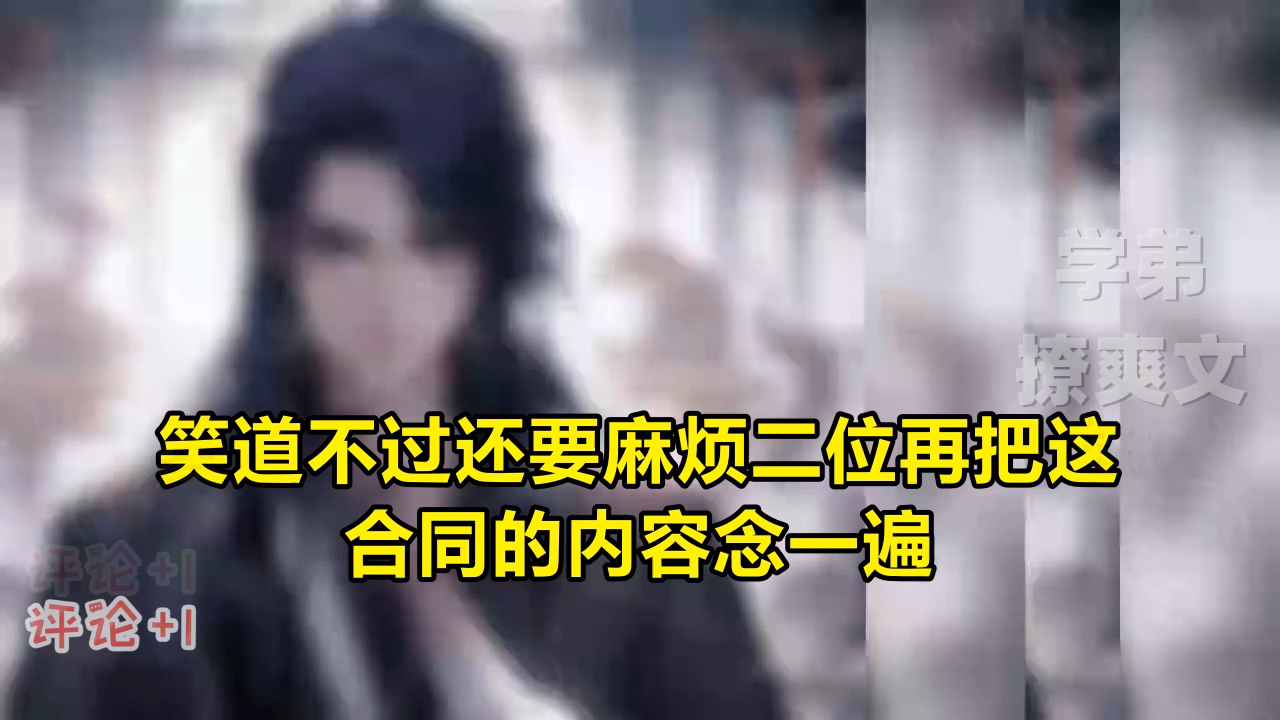 学弟
撩爽文
笑道不过还要麻烦二位再把这
合同的内容念一遍
评论+1
评论+1